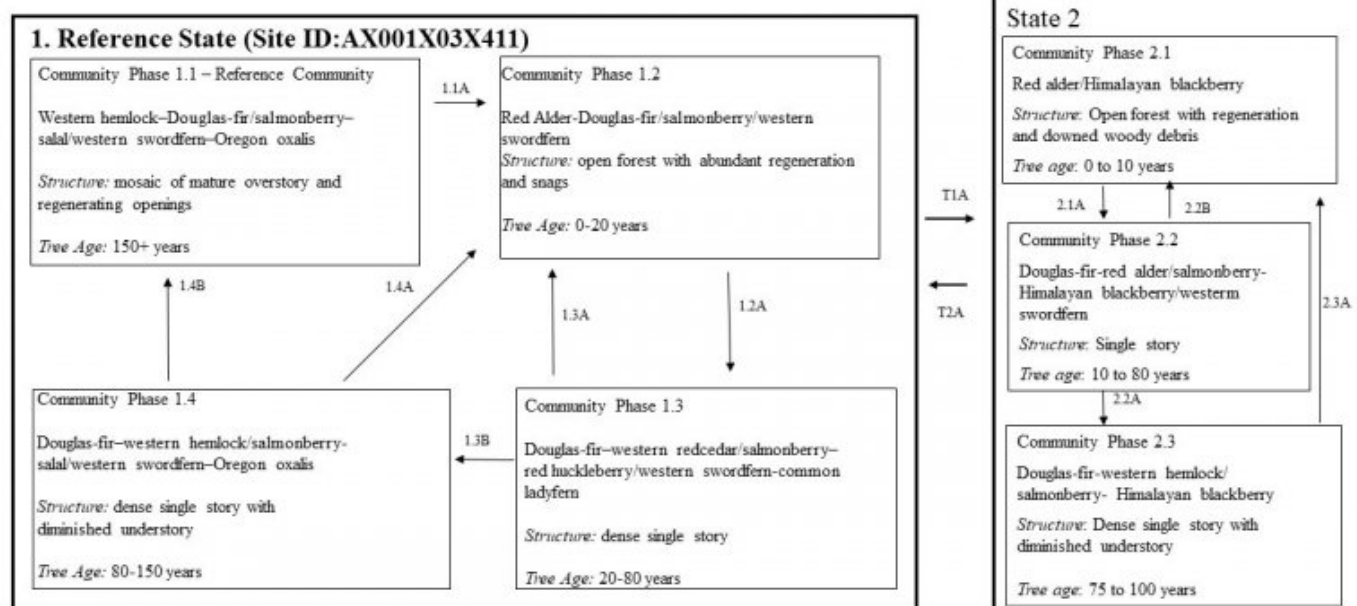 1. Reference State (Site ID:AX001X03X411)
Community Phase 1.1 – Reference Community
Western hemlock–Douglas-fir/salmonberry–
salal/western swordfern–Oregon oxalis
Structure: mosaic of mature overstory and
regenerating openings
Tree Age: 150+ years
1.1A
Community Phase 1.2
Red Alder-Douglas-fir/salmonberry/western
swordfern
Structure: open forest with abundant regeneration
and snags
Tree Age: 0-20 years
1.4B
1.4A
1.3A
1.2A
Community Phase 1.4
Douglas-fir–western hemlock/salmonberry-
salal/western swordfern–Oregon oxalis
Structure: dense single story with
diminished understory
Tree Age: 80-150 years
1.3B
Community Phase 1.3
Douglas-fir–western redcedar/salmonberry–
red huckleberry/western swordfern-common
ladyfern
Structure: dense single story
Tree Age: 20-80 years
T1A
T2A
State 2
Community Phase 2.1
Red alder/Himalayan blackberry
Structure: Open forest with regeneration
and downed woody debris
Tree age: 0 to 10 years
2.1A
2.2B
Community Phase 2.2
Douglas-fir-red alder/salmonberry-
Himalayan blackberry/westerm
swordfern
Structure: Single story
Tree age: 10 to 80 years
2.3A
2.2A
Community Phase 2.3
Douglas-fir-western hemlock/
salmonberry- Himalayan blackberry
Structure: Dense single story with
diminished understory
Tree age: 75 to 100 years